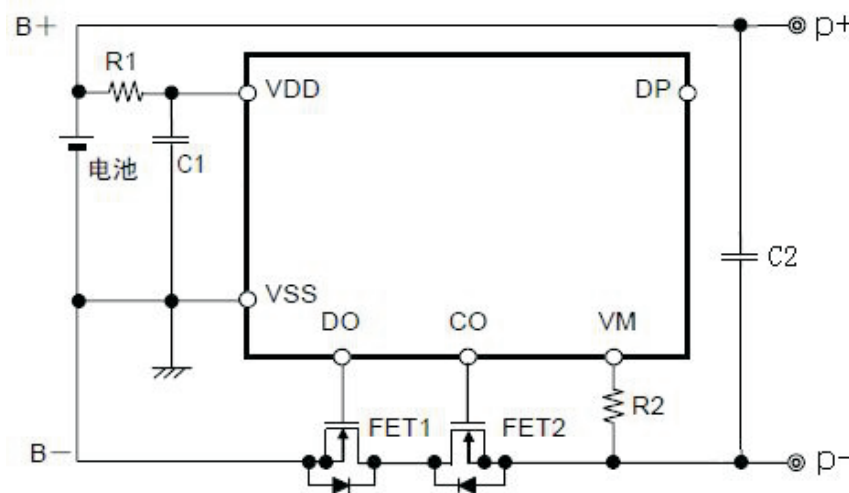 B+
p+
R1
VDD
DP
电池
C1
C2
VSS
DO
CO
VM
R2
FET1
FET2
B-
p-